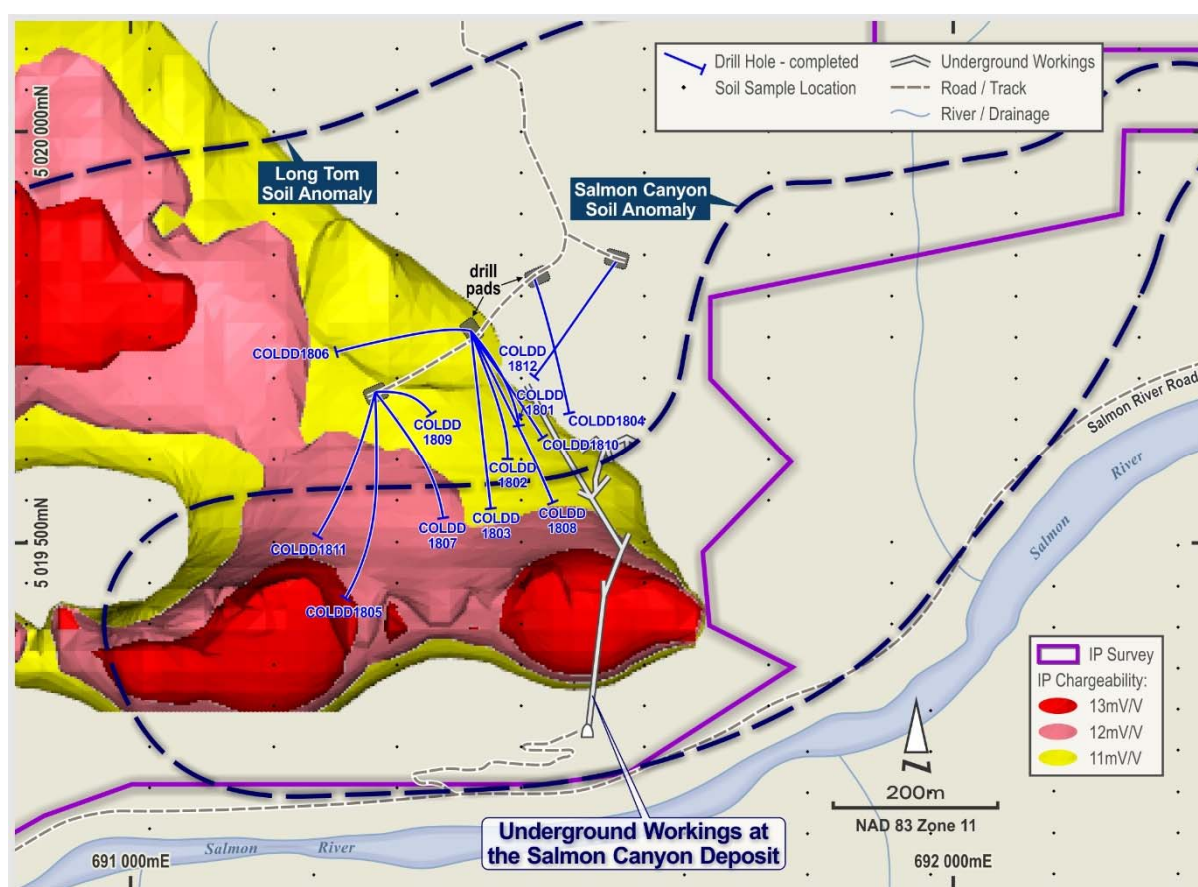 Drill Hole - completed
Soil Sample Location
Underground Workings
Road / Track
River / Drainage
5 020 000mN
Long Tom
Soil Anomaly
Salmon Canyon
Soil Anomaly
drill
pads
COLDD1806
COLDD
1812
COLDD
1801
COLDD1804
COLDD
1809
COLDD1810
COLDD
1802
COLDD
1803
COLDD
1808
COLDD
1807
COLDD1811
COLDD1805
5 019 500mN
Salmon River Road
Salmon River
IP Survey
IP Chargeability:
13mV/V
12mV/V
11mV/V
N
200m
NAD 83 Zone 11
Underground Workings at
the Salmon Canyon Deposit
Salmon River
691 000mE
692 000mE